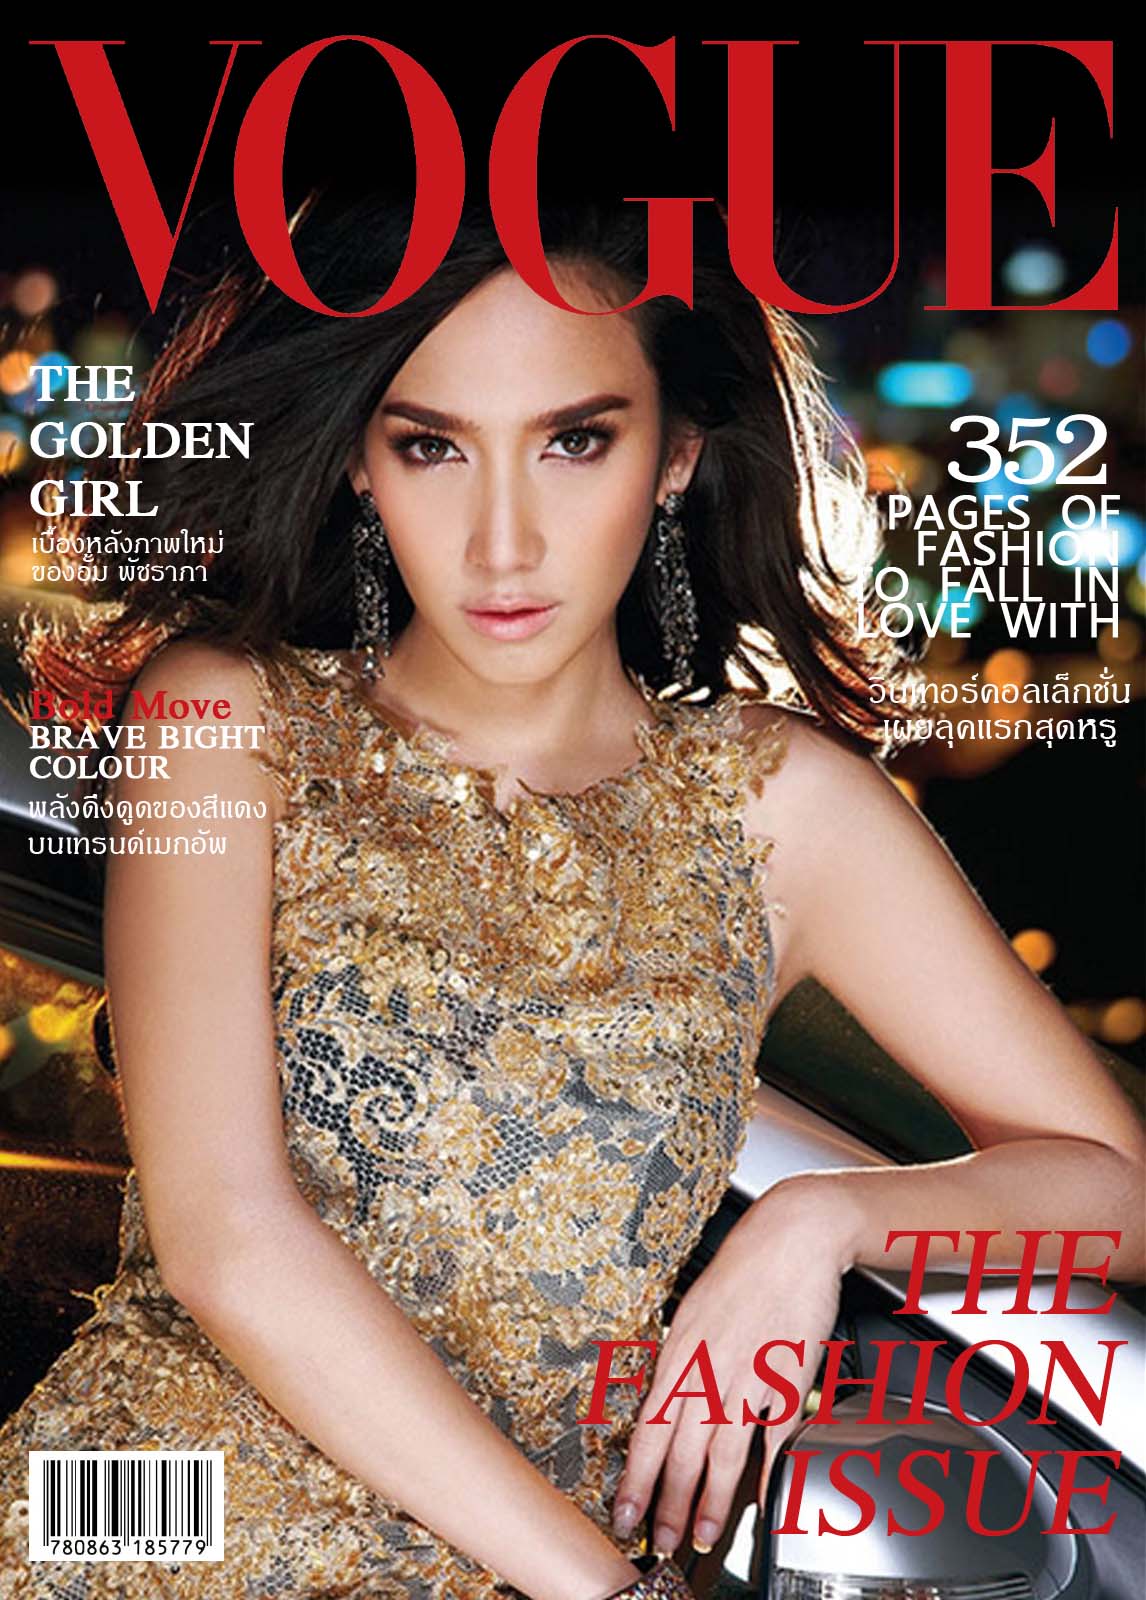 VOGUE
THE
GOLDEN
GIRL
เบื้องหลังภาพใหม่
ของอั้ม พัชราภา
Bold Move
BRAVE BIGHT
COLOUR
พลังดึงดูดของสีแดง
บนเทรนด์เมกอัพ
352
PAGES OF
FASHION
TO FALL IN
LOVE WITH
วินเทอร์คอลเล็กชั่น
เผยลุคแรกสุดหรู
THE
FASHION
ISSUE
780863 185779